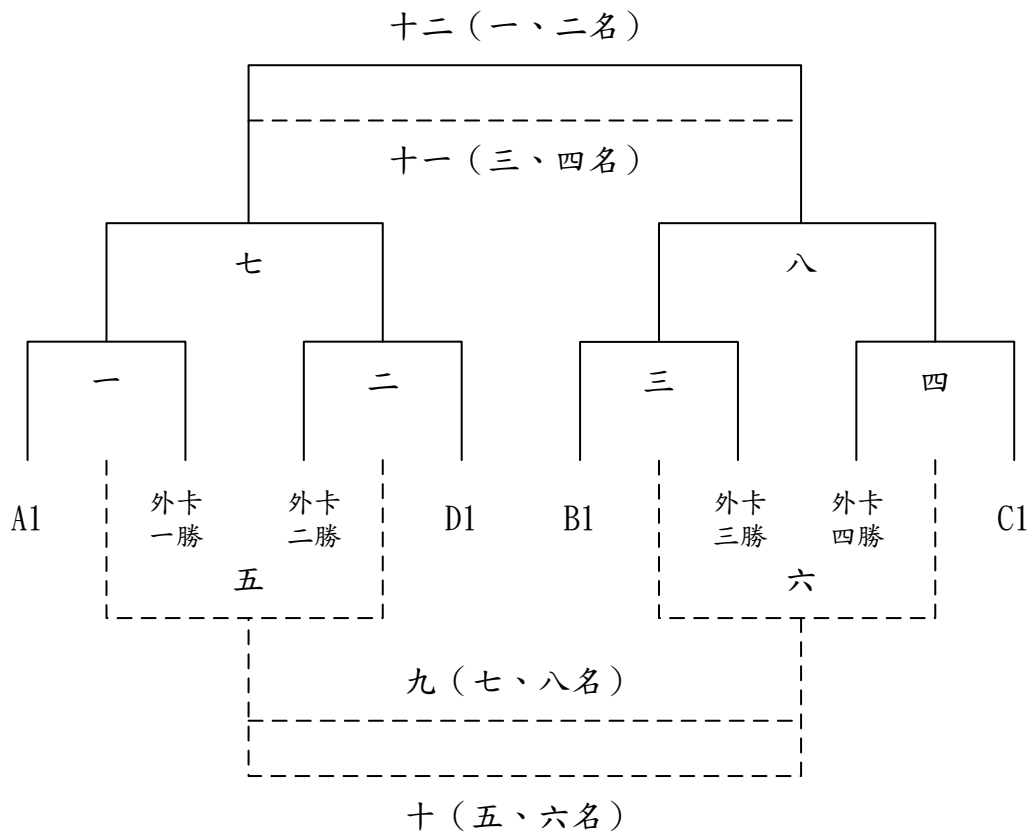 十二（一、二名）
十一（三、四名）
七
八
一
二
三
四
A1
外卡
一勝
外卡
二勝
D1
B1
外卡
三勝
外卡
四勝
C1
五
六
九（七、八名）
十（五、六名）